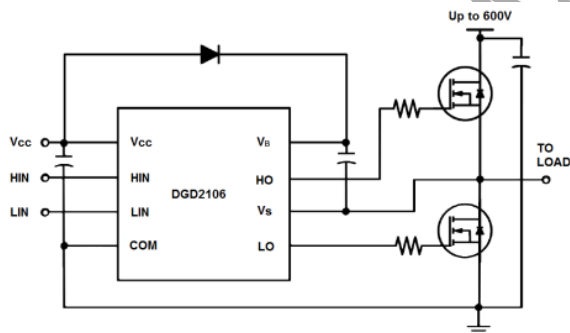 Up to 600V
Vcc
Vcc
VB
HIN
HIN
HO
DGD2106
LIN
LIN
Vs
COM
LO
TO
LOAD